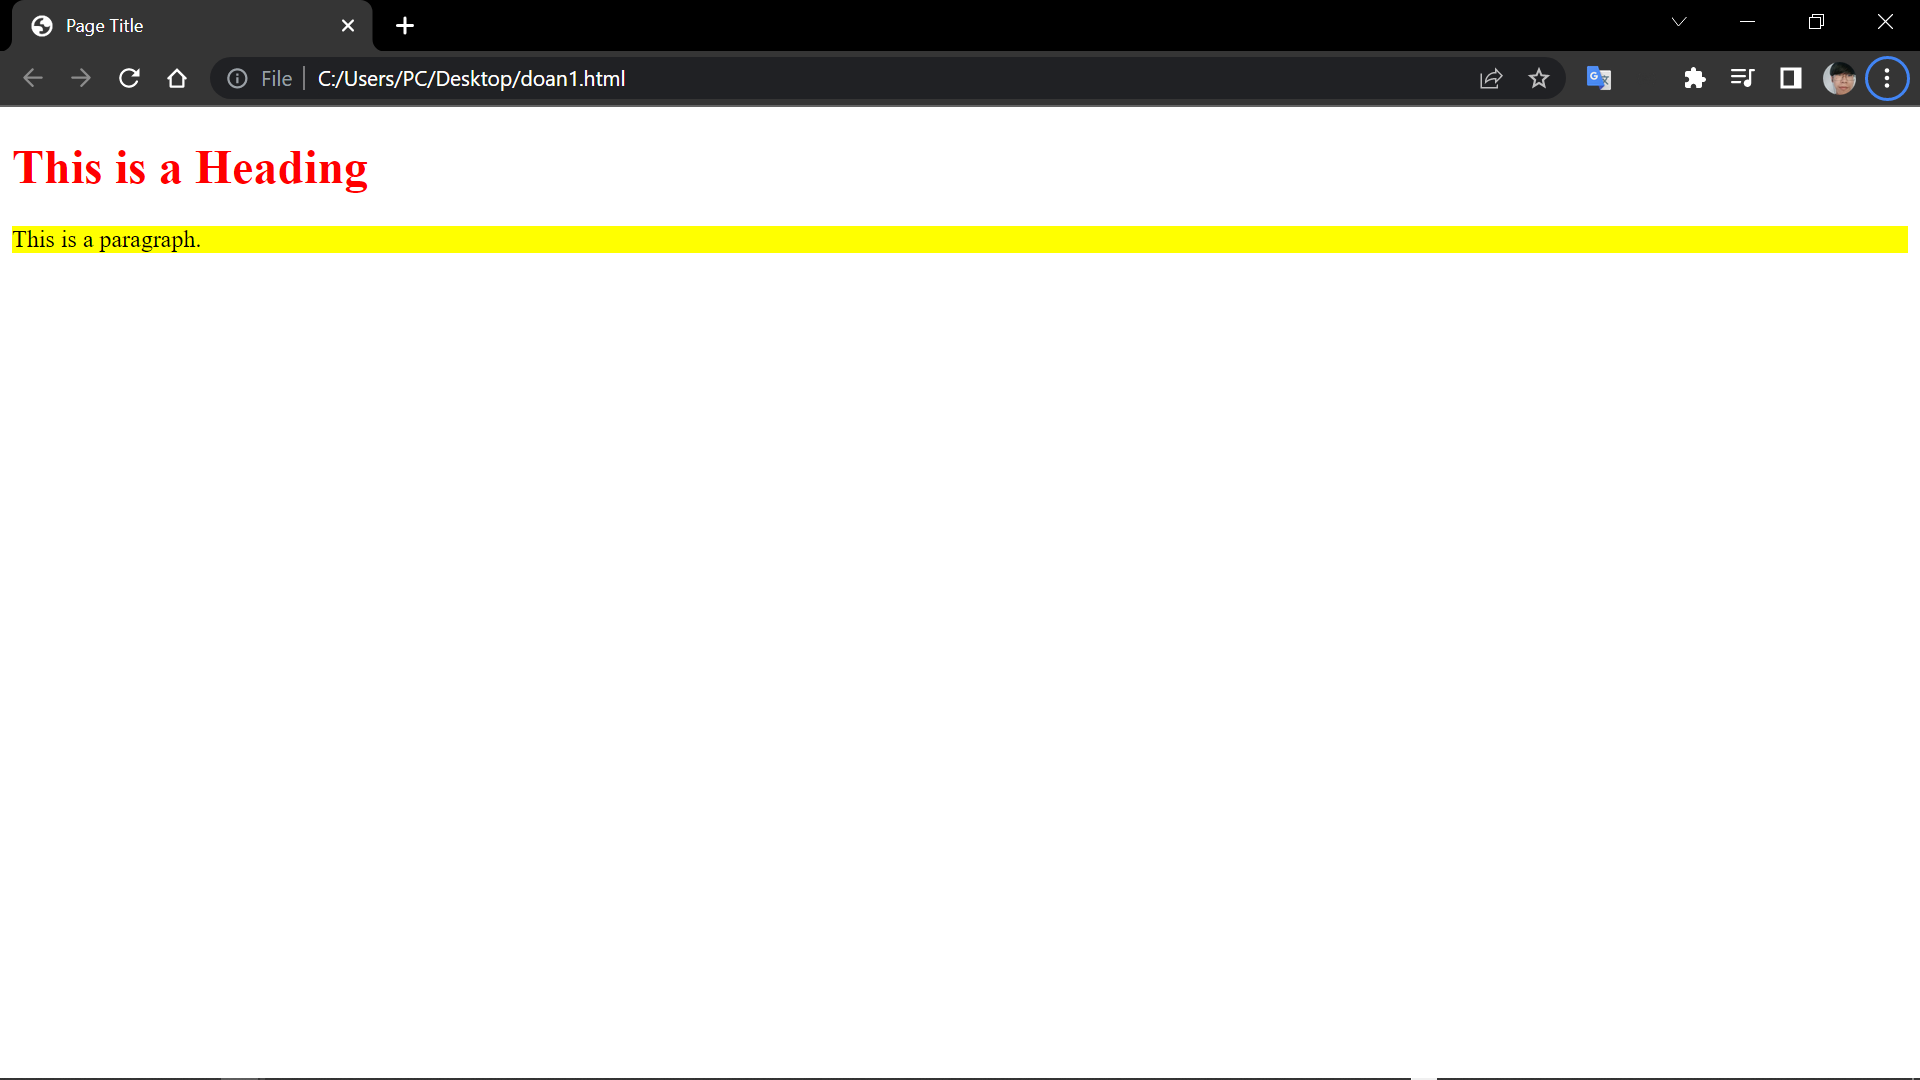 Page Title
File C:/Users/PC/Desktop/doan1.html
This is a Heading
This is a paragraph.